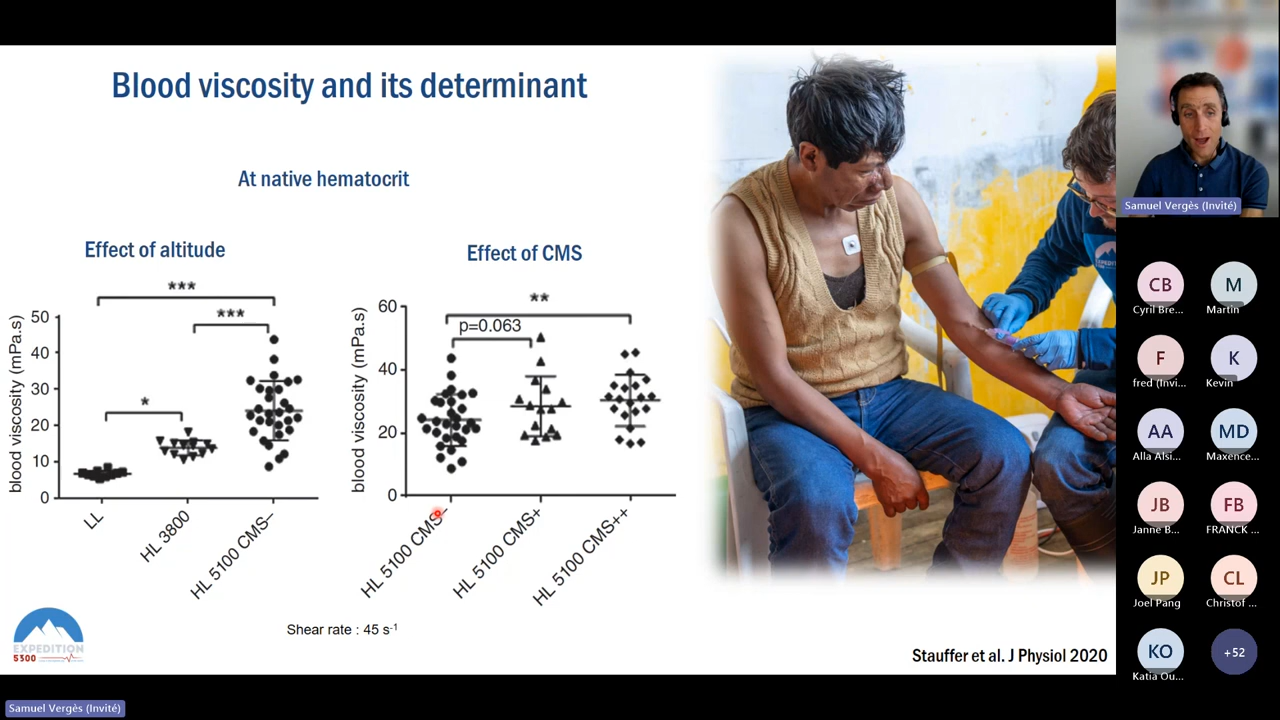 Blood viscosity and its determinant
At native hematocrit
Effect of altitude
***
***
*
blood viscosity (mPa.s)
50
40
30
20
10
0
LL
HL 3800
HL 5100 CMS–
Effect of CMS
**
p=0.063
blood viscosity (mPa.s)
60
40
20
0
HL 5100 CMS–
HL 5100 CMS+
HL 5100 CMS++
Shear rate : 45 s⁻¹
EXPEDITION
5300
Stauffer et al. J Physiol 2020
Samuel Vergès (Invité)
Samuel Vergès (Invité)
CB
Cyril Bre...
M
Martin
F
fred (Invi...
K
Kevin
AA
Alla Alsi...
MD
Maxence...
JB
Janne B...
FB
FRANCK ...
JP
Joel Pang
CL
Christof ...
KO
Katia Ou...
+52